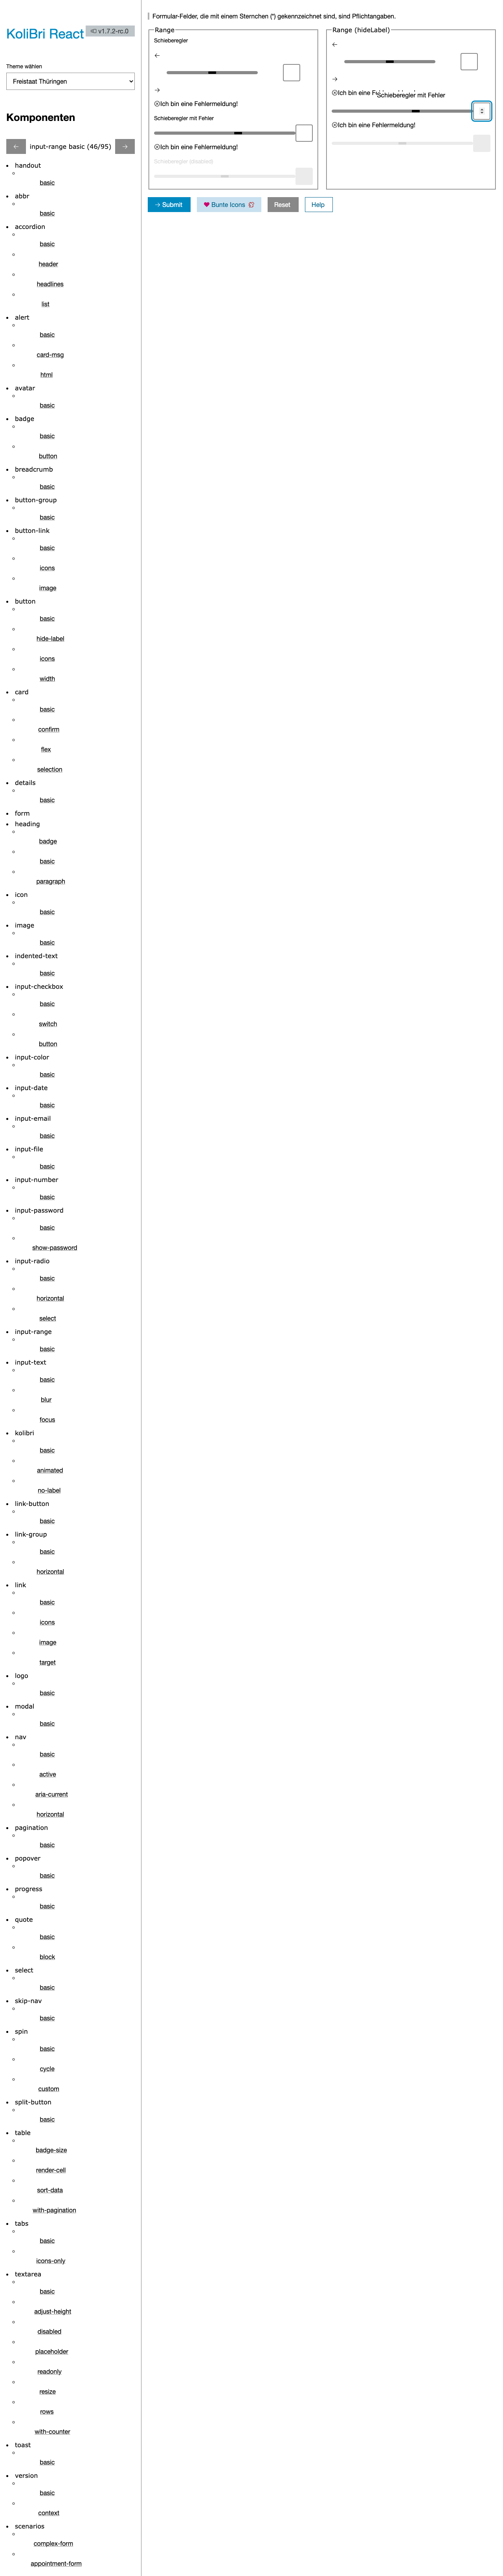 KoliBri React
v1.7.2-rc.0
Theme wählen
Freistaat Thüringen
Komponenten
← input-range basic (46/95) →
handout
basic
abbr
basic
accordion
basic
header
headlines
list
alert
basic
card-msg
html
avatar
basic
badge
basic
button
breadcrumb
basic
button-group
basic
button-link
basic
icons
image
button
basic
hide-label
icons
width
card
basic
confirm
flex
selection
details
basic
form
heading
badge
basic
paragraph
icon
basic
image
basic
indented-text
basic
input-checkbox
basic
switch
button
input-color
basic
input-date
basic
input-email
basic
input-file
basic
input-number
basic
input-password
basic
show-password
input-radio
basic
horizontal
select
input-range
basic
input-text
basic
blur
focus
kolibri
basic
animated
no-label
link-button
basic
link-group
basic
horizontal
link
basic
icons
image
target
logo
basic
modal
basic
nav
basic
active
aria-current
horizontal
pagination
basic
popover
basic
progress
basic
quote
basic
block
select
basic
skip-nav
basic
spin
basic
cycle
custom
split-button
basic
table
badge-size
render-cell
sort-data
with-pagination
tabs
basic
icons-only
textarea
basic
adjust-height
disabled
placeholder
readonly
resize
rows
with-counter
toast
basic
version
basic
context
scenarios
complex-form
appointment-form
Formular-Felder, die mit einem Sternchen (*) gekennzeichnet sind, sind Pflichtangaben.
Range
Schieberegler
←
→
Ich bin eine Fehlermeldung!
Schieberegler mit Fehler
Ich bin eine Fehlermeldung!
Schieberegler disabled
Range (hideLabel)
←
→
Ich bin eine
Schieberegler mit Fehler
Ich bin eine Fehlermeldung!
→ Submit
Bunte Icons
Reset
Help